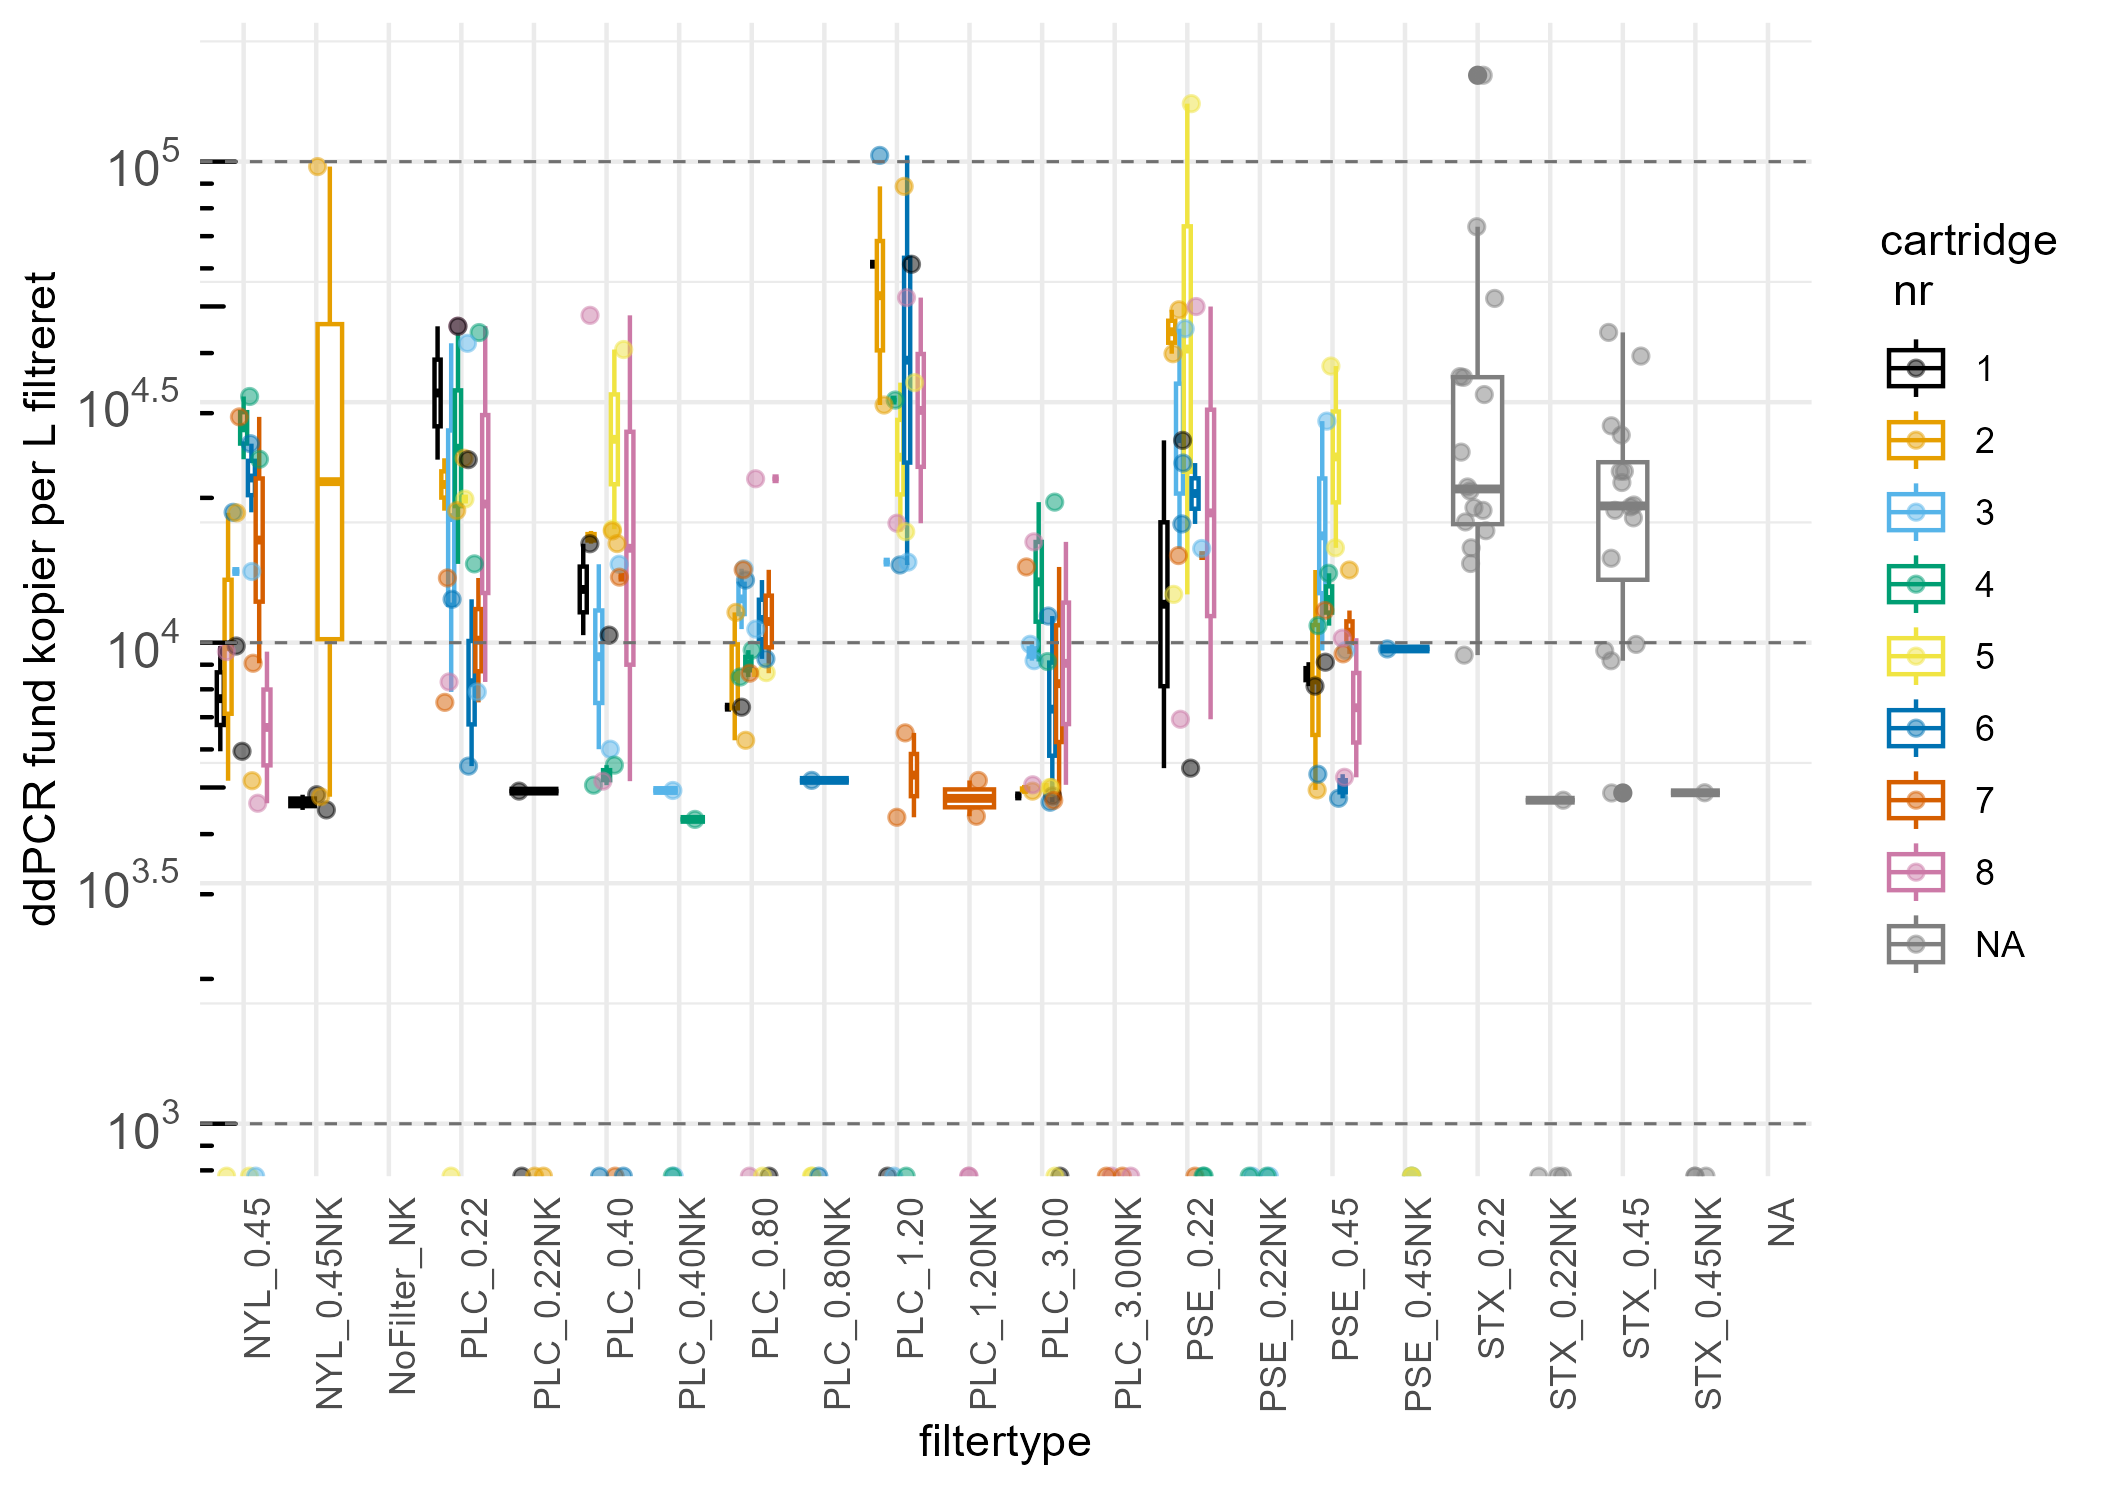 ddPCR fund kopier per L filtreret
10^5
10^4.5
10^4
10^3.5
10^3
NYL_0.45
NYL_0.45NK
NoFilter_NK
PLC_0.22
PLC_0.22NK
PLC_0.40
PLC_0.40NK
PLC_0.80
PLC_0.80NK
PLC_1.20
PLC_1.20NK
PLC_3.00
PLC_3.00NK
PSE_0.22
PSE_0.22NK
PSE_0.45
PSE_0.45NK
STX_0.22
STX_0.22NK
STX_0.45
STX_0.45NK
NA
filtertype
cartridge
nr
1
2
3
4
5
6
7
8
NA